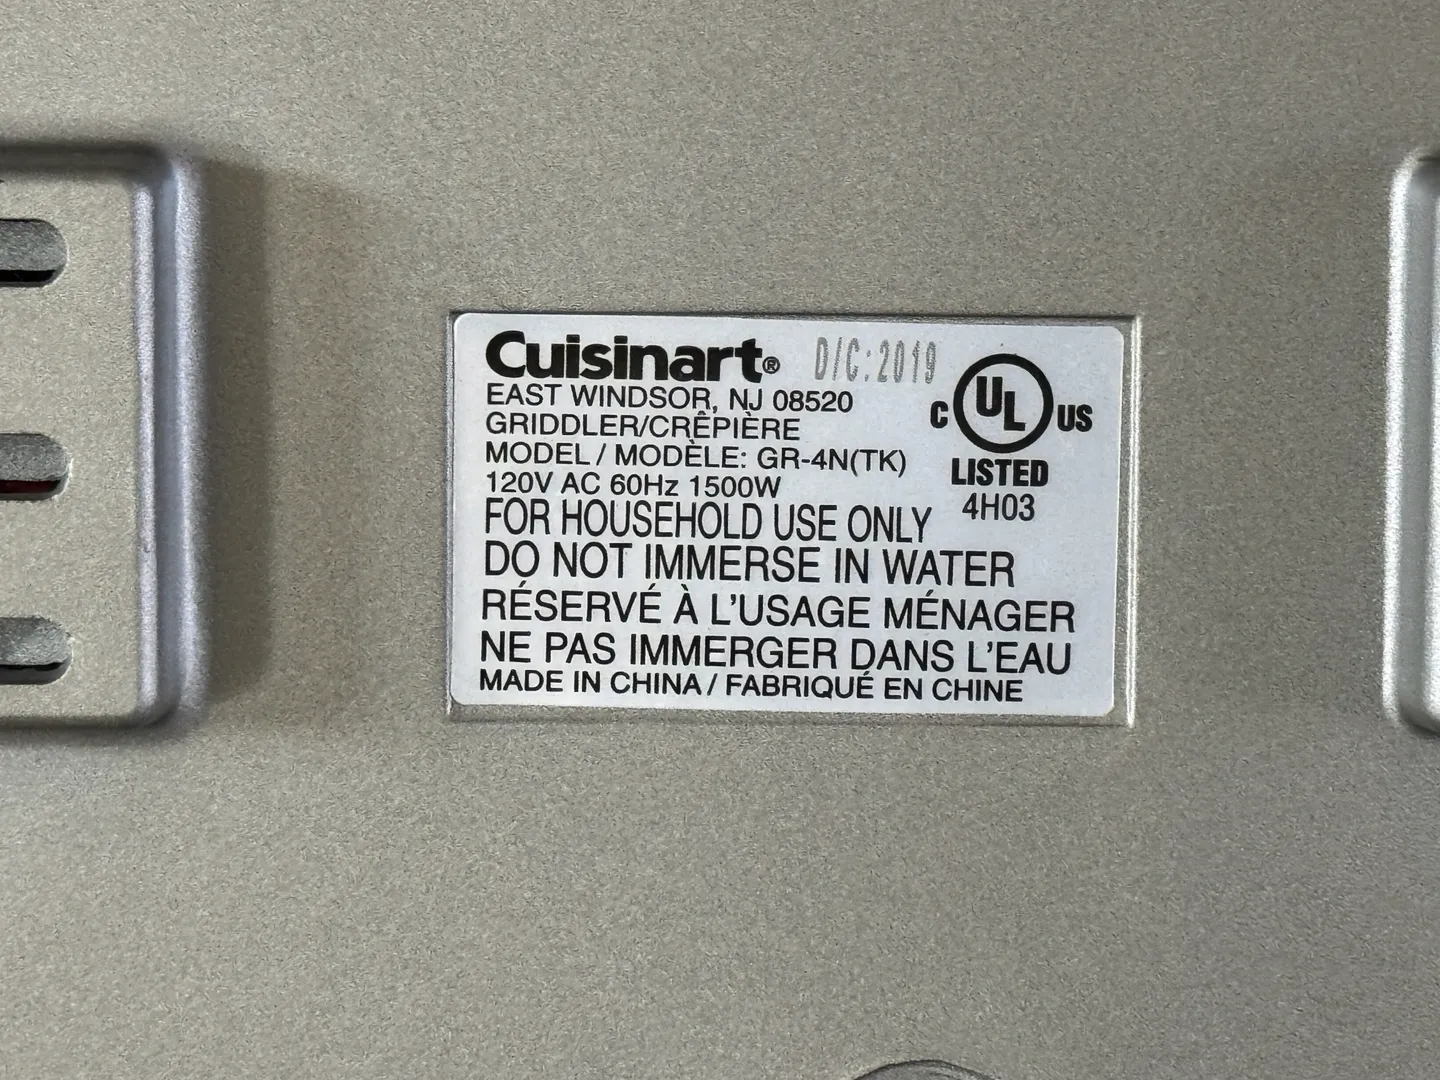 Cuisinart® D/C:2019
EAST WINDSOR, NJ 08520
GRIDDLER/CRÊPIÈRE
MODEL / MODÈLE: GR-4N(TK)
120V AC 60Hz 1500W
FOR HOUSEHOLD USE ONLY
DO NOT IMMERSE IN WATER
RÉSERVÉ À L'USAGE MÉNAGER
NE PAS IMMERGER DANS L'EAU
MADE IN CHINA / FABRIQUÉ EN CHINE
C UL US
LISTED
4H03